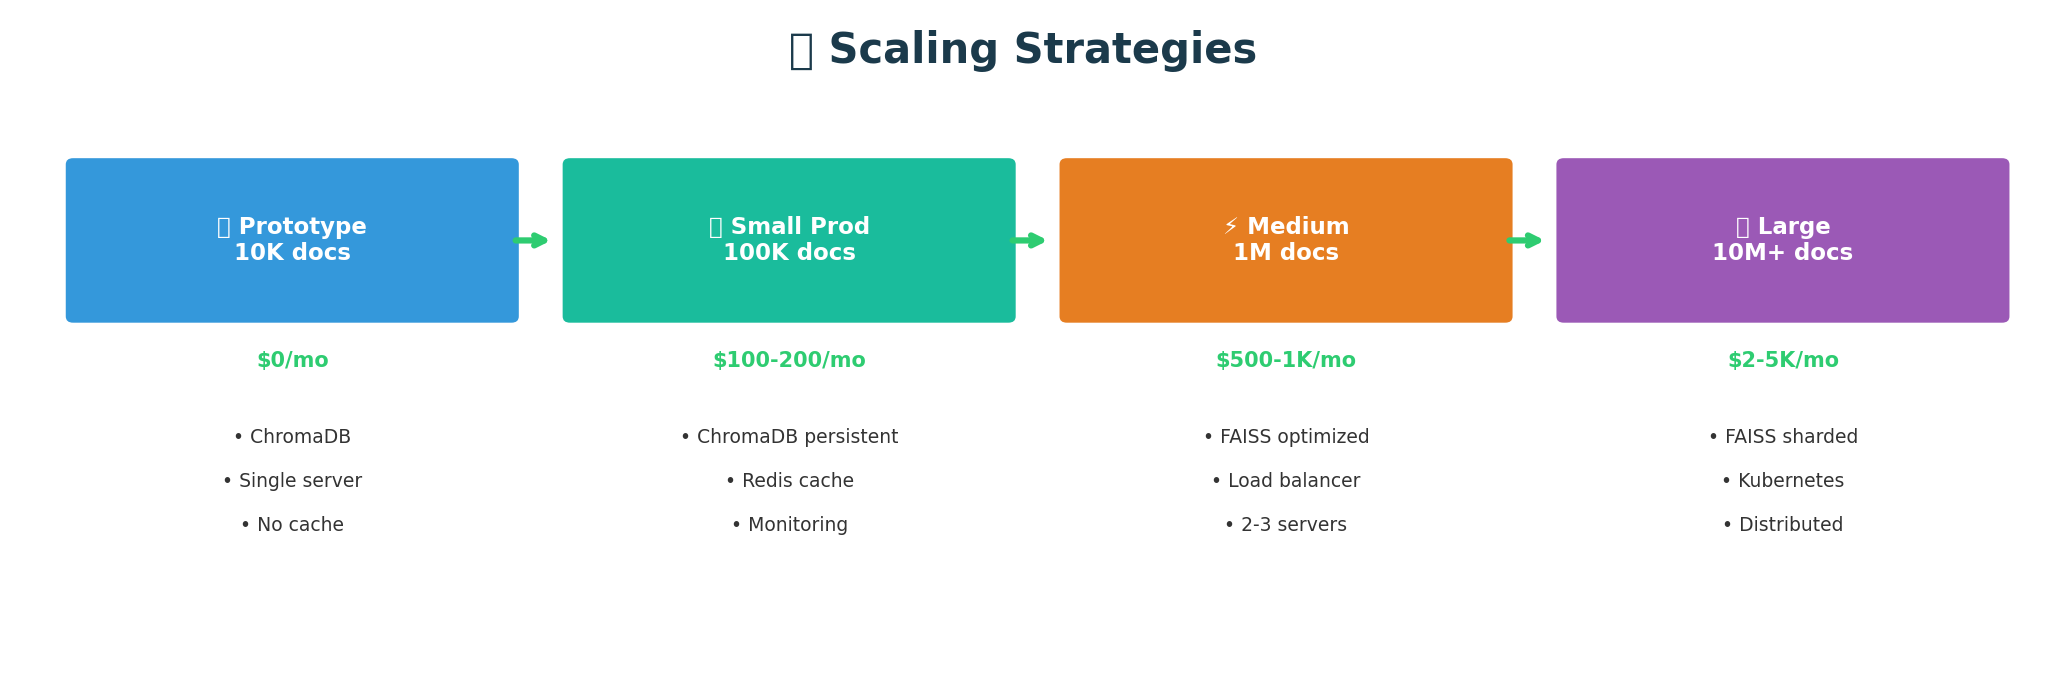 Scaling Strategies
Prototype
10K docs
$0/mo
• ChromaDB
• Single server
• No cache
Small Prod
100K docs
$100-200/mo
• ChromaDB persistent
• Redis cache
• Monitoring
⚡ Medium
1M docs
$500-1K/mo
• FAISS optimized
• Load balancer
• 2-3 servers
Large
10M+ docs
$2-5K/mo
• FAISS sharded
• Kubernetes
• Distributed